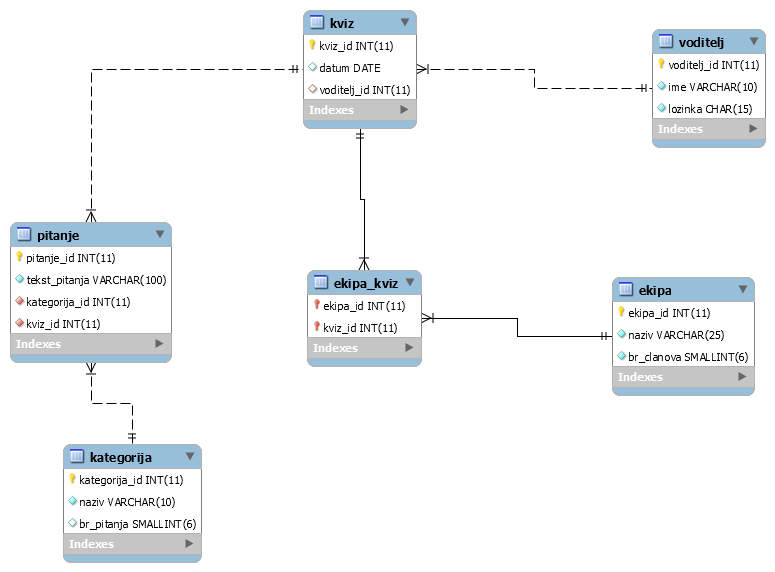 kviz
kviz_id INT(11)
datum DATE
voditelj_id INT(11)
Indexes
voditelj
voditelj_id INT(11)
ime VARCHAR(10)
lozinka CHAR(15)
Indexes
pitanje
pitanje_id INT(11)
tekst_pitanja VARCHAR(100)
kategorija_id INT(11)
kviz_id INT(11)
Indexes
ekipa_kviz
ekipa_id INT(11)
kviz_id INT(11)
Indexes
ekipa
ekipa_id INT(11)
naziv VARCHAR(25)
br_clanova SMALLINT(6)
Indexes
kategorija
kategorija_id INT(11)
naziv VARCHAR(10)
br_pitanja SMALLINT(6)
Indexes